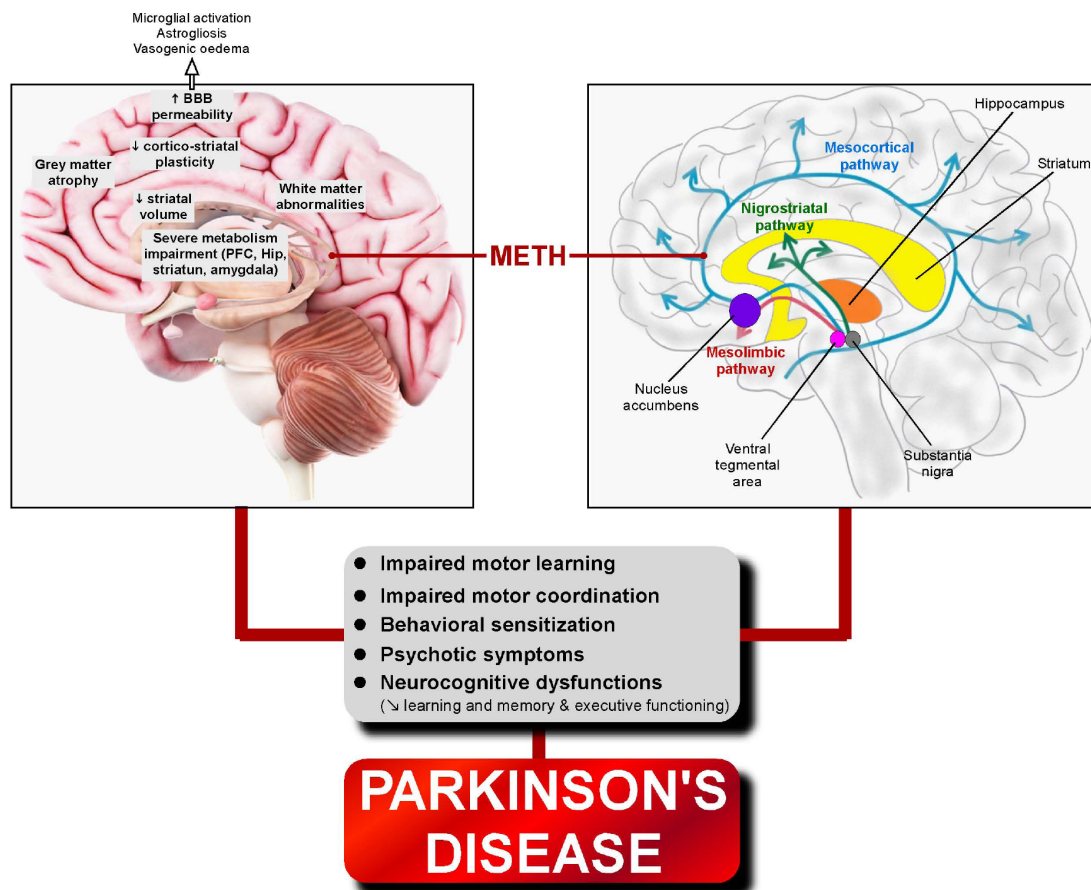 Microglial activation
Astrogliosis
Vasogenic oedema
↑ BBB
permeability
↓ cortico-striatal
plasticity
Grey matter
atrophy
White matter
abnormalities
↓ striatal
volume
Severe metabolism
impairment (PFC, Hip,
striatun, amygdala)
METH
Hippocampus
Mesocortical
pathway
Striatum
Nigrostriatal
pathway
Mesolimbic
pathway
Nucleus
accumbens
Ventral
tegmental
area
Substantia
nigra
● Impaired motor learning
● Impaired motor coordination
● Behavioral sensitization
● Psychotic symptoms
● Neurocognitive dysfunctions
(↘ learning and memory & executive functioning)
PARKINSON'S
DISEASE